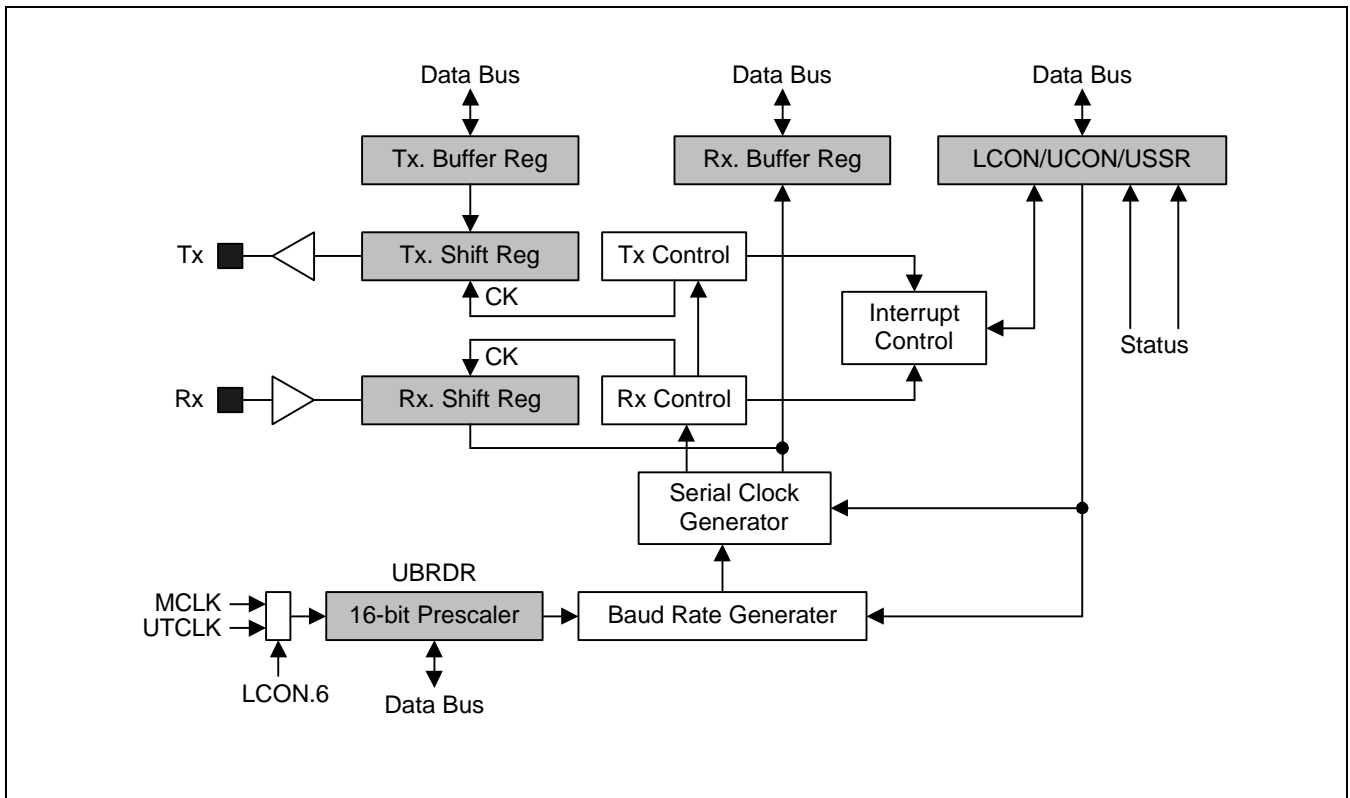 Data Bus
Data Bus
Data Bus
Tx. Buffer Reg
Rx. Buffer Reg
LCON/UCON/USSR
Tx
Tx. Shift Reg
Tx Control
CK
Interrupt
Control
Status
CK
Rx
Rx. Shift Reg
Rx Control
Serial Clock
Generator
UBRDR
MCLK
UTCLK
16-bit Prescaler
Baud Rate Generater
LCON.6
Data Bus